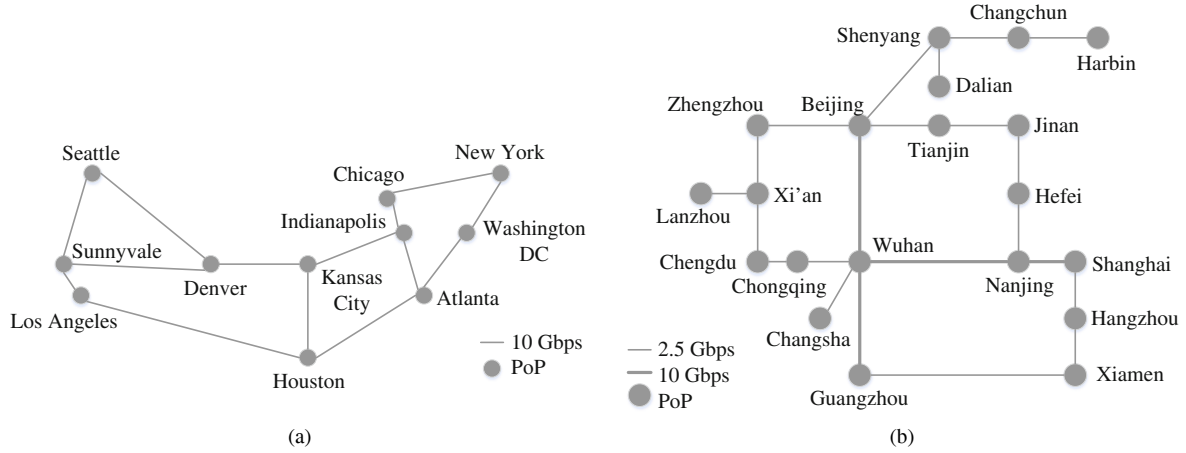 Seattle
New York
Chicago
Indianapolis
Washington
DC
Sunnyvale
Denver
Kansas
City
Atlanta
Los Angeles
Houston
10 Gbps
PoP
(a)
Changchun
Shenyang
Harbin
Dalian
Zhengzhou
Beijing
Jinan
Tianjin
Xi’an
Hefei
Lanzhou
Wuhan
Chengdu
Shanghai
Chongqing
Nanjing
Changsha
Hangzhou
2.5 Gbps
10 Gbps
PoP
Xiamen
Guangzhou
(b)